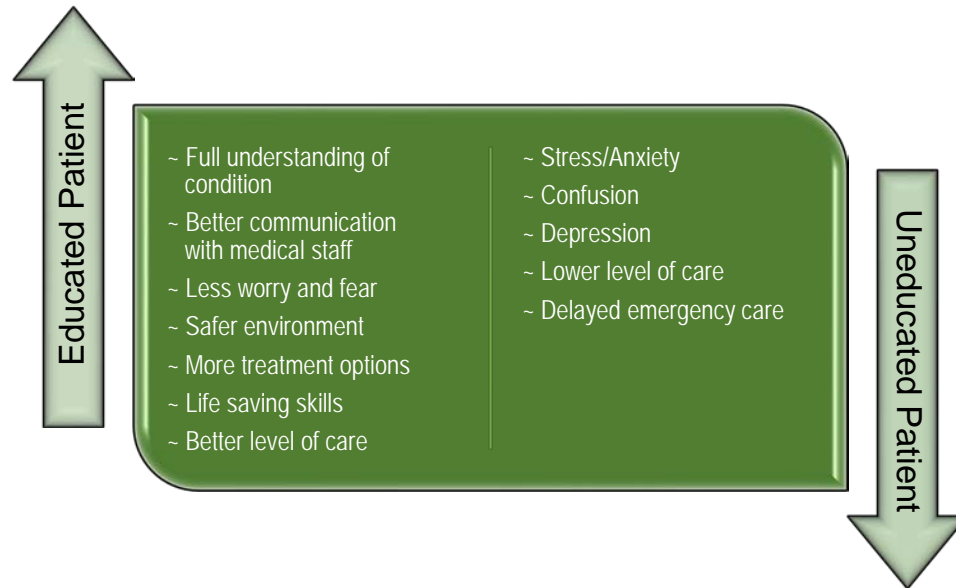 Educated Patient
~ Full understanding of
condition
~ Better communication
with medical staff
~ Less worry and fear
~ Safer environment
~ More treatment options
~ Life saving skills
~ Better level of care
~ Stress/Anxiety
~ Confusion
~ Depression
~ Lower level of care
~ Delayed emergency care
Uneducated Patient